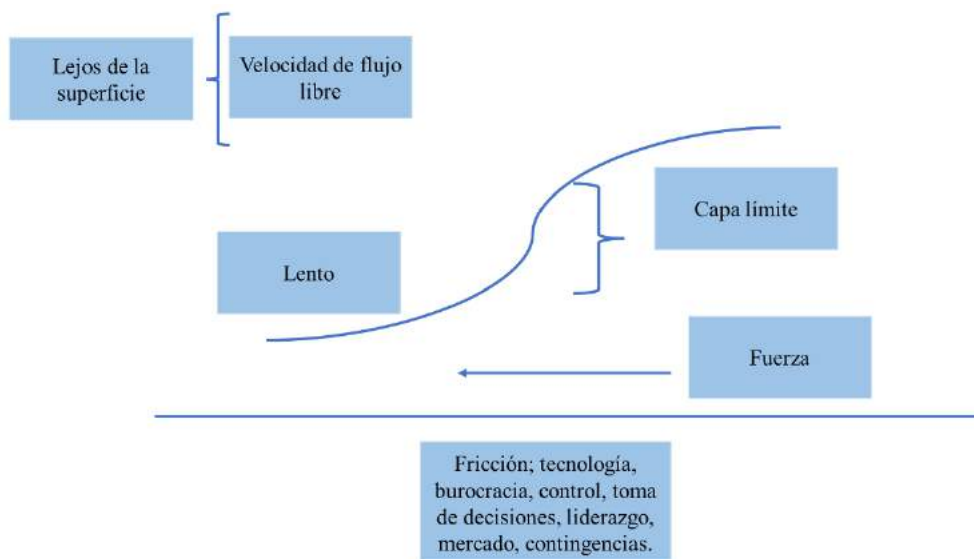 Lejos de la
superficie
Velocidad de flujo
libre
Capa límite
Lento
Fuerza
Fricción; tecnología,
burocracia, control, toma
de decisiones, liderazgo,
mercado, contingencias.